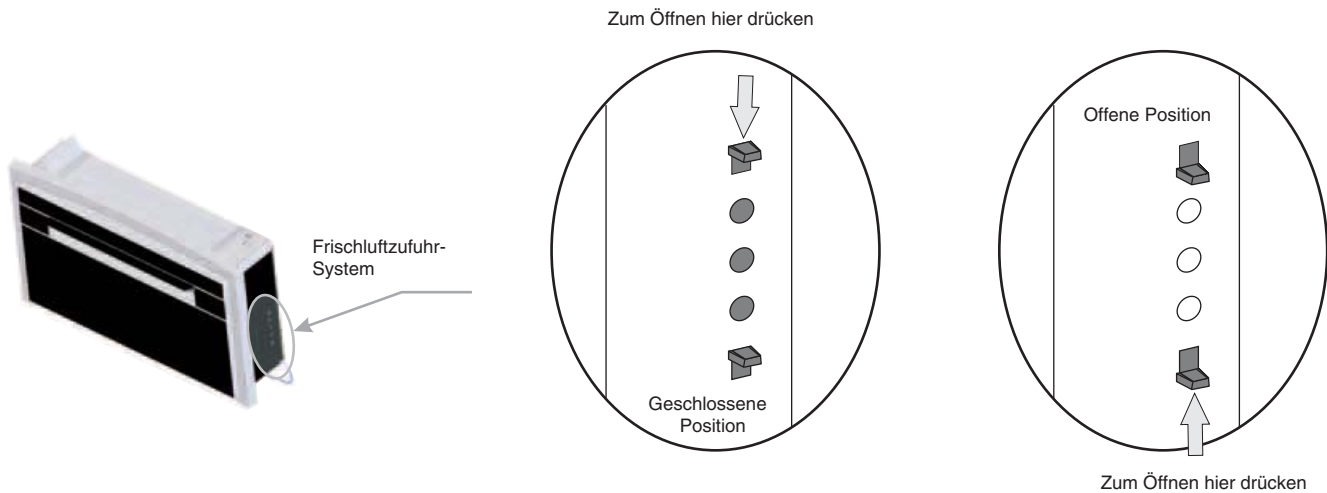 Zum Öffnen hier drücken
Frischluftzufuhr-
System
Geschlossene
Position
Offene Position
Zum Öffnen hier drücken